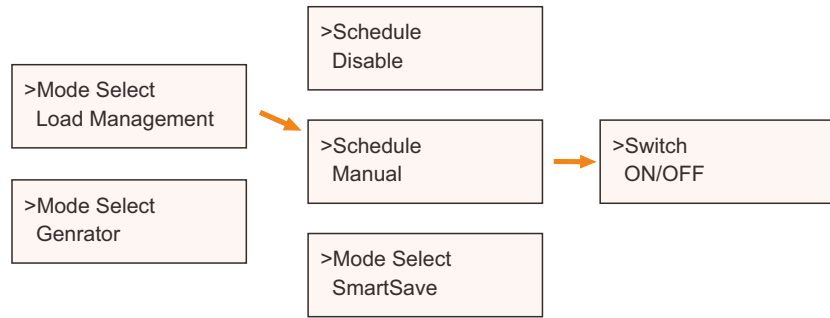 >Mode Select
Load Management
>Mode Select
Genrator
>Schedule
Disable
>Schedule
Manual
>Mode Select
SmartSave
>Switch
ON/OFF